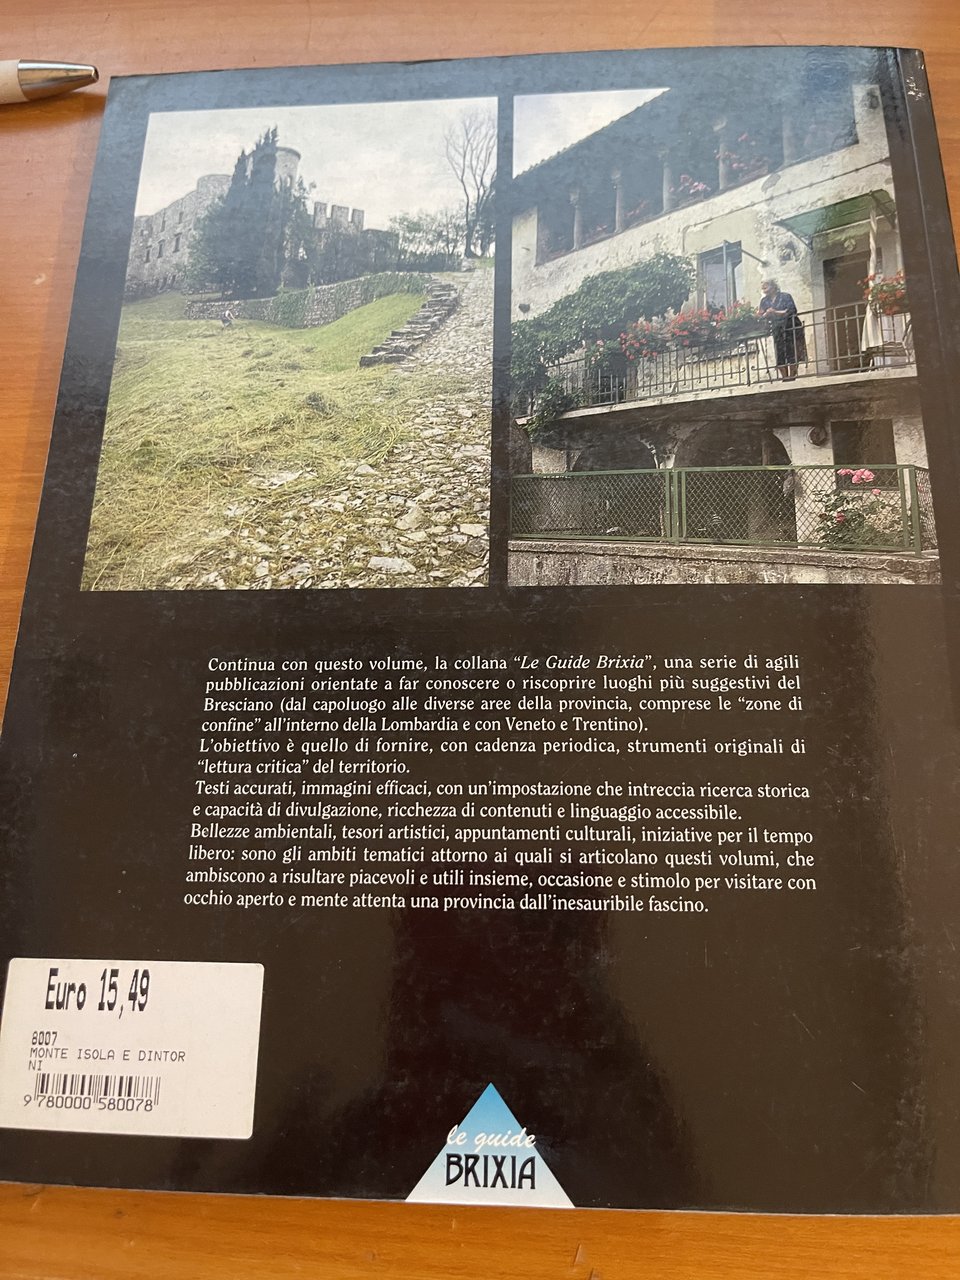 Continua con questo volume, la collana “Le Guide Brixia”, una serie di agili
pubblicazioni orientate a far conoscere o riscoprire luoghi più suggestivi del
Bresciano (dal capoluogo alle diverse aree della provincia, comprese le “zone di
confine” all’interno della Lombardia e con Veneto e Trentino).
L’obiettivo è quello di fornire, con cadenza periodica, strumenti originali di
“lettura critica” del territorio.
Testi accurati, immagini efficaci, con un’impostazione che intreccia ricerca storica
e capacità di divulgazione, ricchezza di contenuti e linguaggio accessibile.
Bellezze ambientali, tesori artistici, appuntamenti culturali, iniziative per il tempo
libero: sono gli ambiti tematici attorno ai quali si articolano questi volumi, che
ambiscono a risultare piacevoli e utili insieme, occasione e stimolo per visitare con
occhio aperto e mente attenta una provincia dall’inesauribile fascino.
Euro 15,49
8007
MONTE ISOLA E DINTOR
NI
9 780000 580078
le guide
BRIXIA